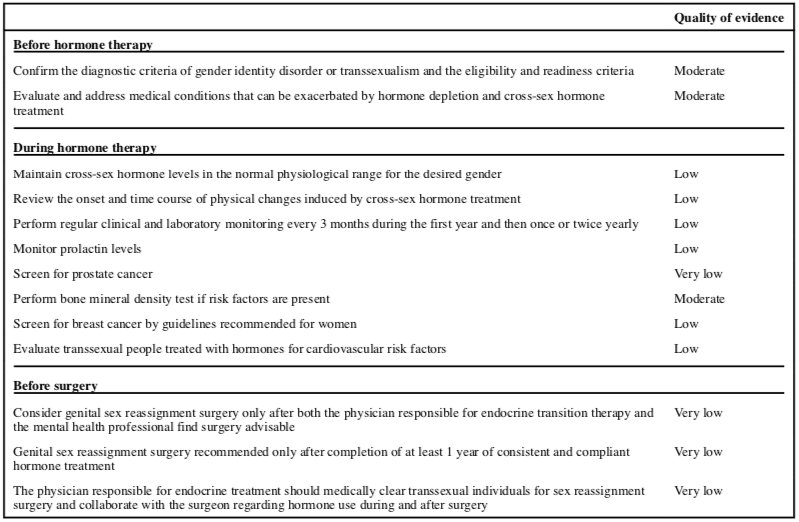 Quality of evidence
Before hormone therapy
Confirm the diagnostic criteria of gender identity disorder or transsexualism and the eligibility and readiness criteria Moderate
Evaluate and address medical conditions that can be exacerbated by hormone depletion and cross-sex hormone Moderate
treatment
During hormone therapy
Maintain cross-sex hormone levels in the normal physiological range for the desired gender Low
Review the onset and time course of physical changes induced by cross-sex hormone treatment Low
Perform regular clinical and laboratory monitoring every 3 months during the first year and then once or twice yearly Low
Monitor prolactin levels Low
Screen for prostate cancer Very low
Perform bone mineral density test if risk factors are present Moderate
Screen for breast cancer by guidelines recommended for women Low
Evaluate transsexual people treated with hormones for cardiovascular risk factors Low
Before surgery
Consider genital sex reassignment surgery only after both the physician responsible for endocrine transition therapy and Very low
the mental health professional find surgery advisable
Genital sex reassignment surgery recommended only after completion of at least 1 year of consistent and compliant Very low
hormone treatment
The physician responsible for endocrine treatment should medically clear transsexual individuals for sex reassignment Very low
surgery and collaborate with the surgeon regarding hormone use during and after surgery